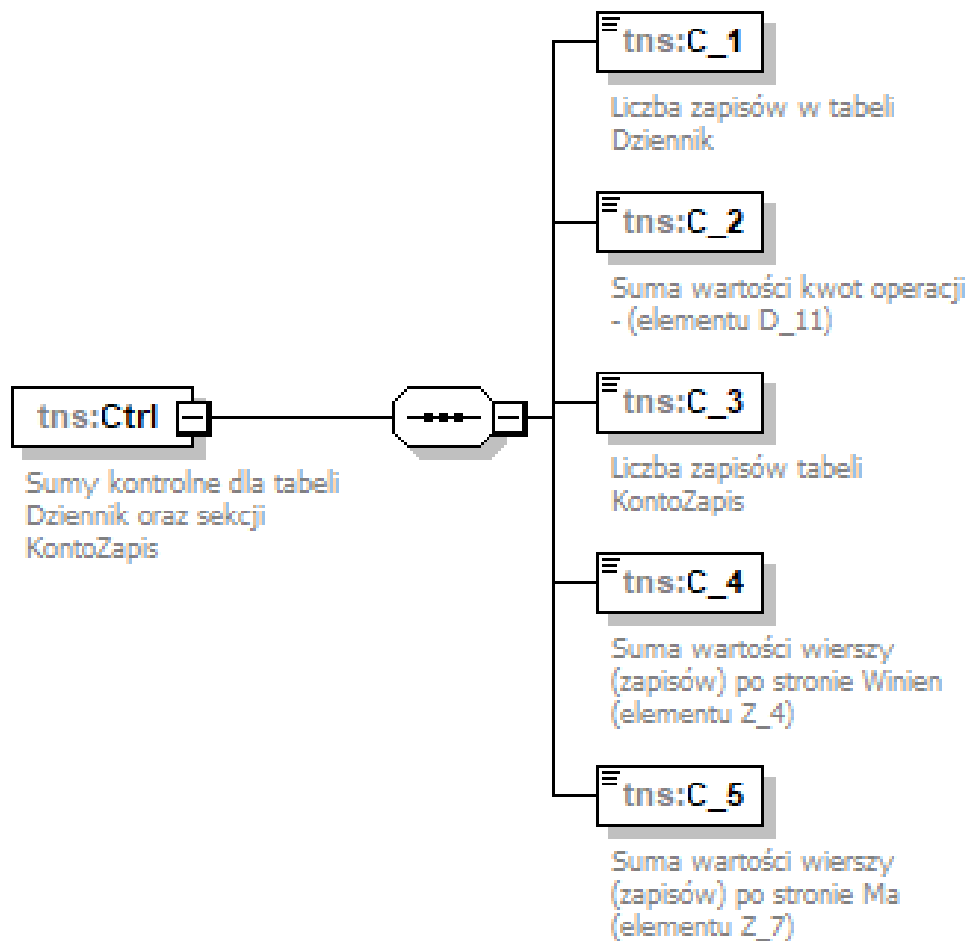 tns:C_1
Liczba zapisów w tabeli
Dziennik
tns:C_2
Suma wartości kwot operacji
- (elementu D_11)
tns:Ctrl
Sumy kontrolne dla tabeli
Dziennik oraz sekcji
KontoZapis
tns:C_3
Liczba zapisów tabeli
KontoZapis
tns:C_4
Suma wartości wierszy
(zapisów) po stronie Winien
(elementu Z_4)
tns:C_5
Suma wartości wierszy
(zapisów) po stronie Ma
(elementu Z_7)